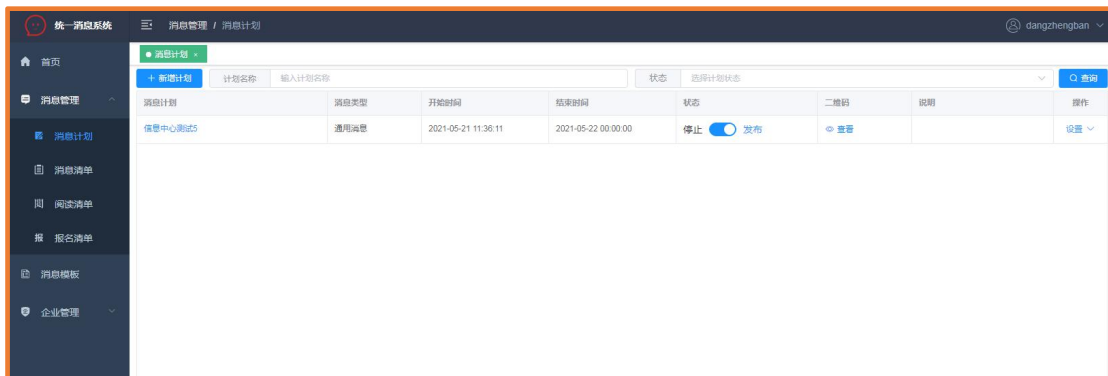 统一消息系统
消息管理 / 消息计划
dangzhengban
首页
消息管理
消息计划
消息清单
阅读清单
报 报名清单
消息模板
企业管理
消息计划 ×
+ 新增计划 计划名称 输入计划名称 状态 选择计划状态 查询
消息计划 消息类型 开始时间 结束时间 状态 二维码 说明 操作
信息中心测试5 通用消息 2021-05-21 11:36:11 2021-05-22 00:00:00 停止 发布 查看 设置